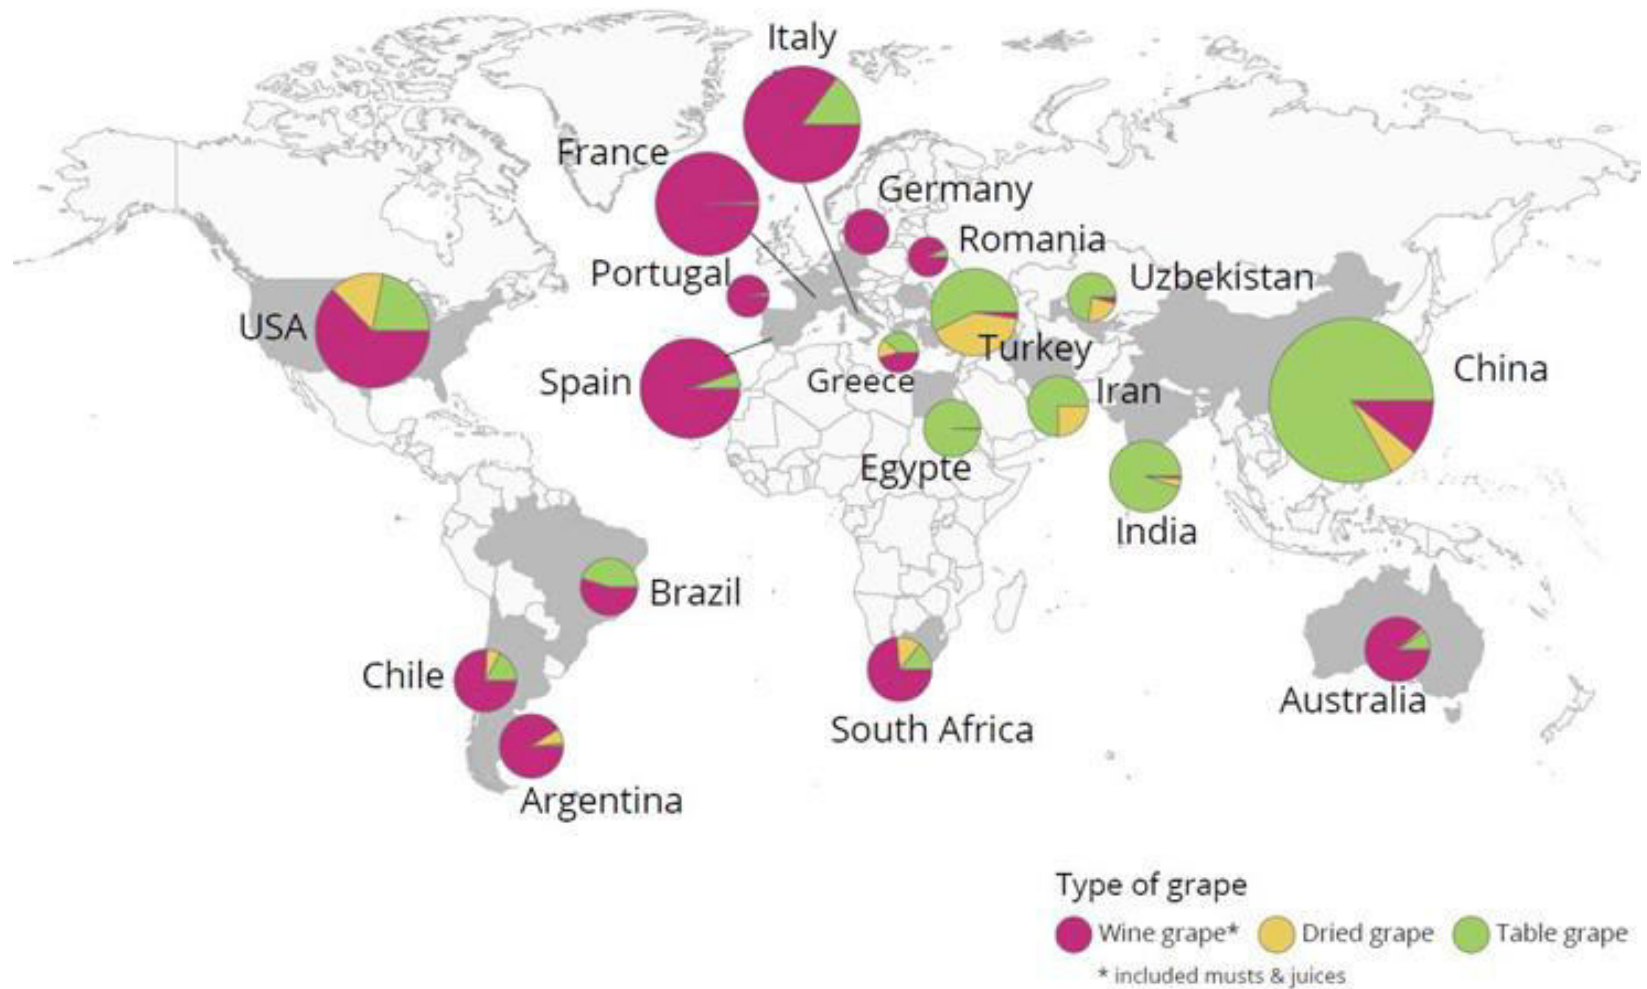 Italy
France
Germany
Romania
Portugal
Uzbekistan
USA
Turkey
China
Spain
Greece
Iran
Egypte
India
Brazil
Chile
Australia
South Africa
Argentina
Type of grape
Wine grape* Dried grape Table grape
* included musts & juices